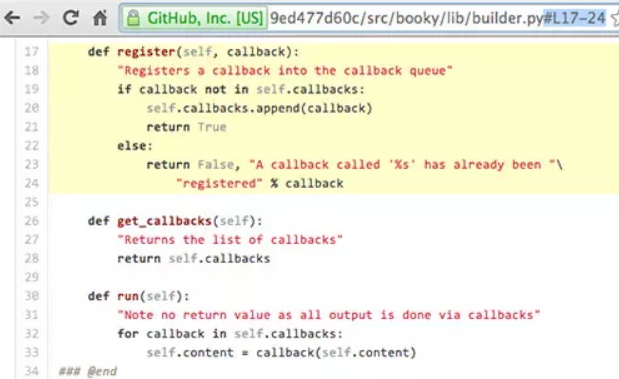 GitHub, Inc. [US] 9ed477d60c/src/booky/lib/builder.py#L17-24
17 def register(self, callback):
18 "Registers a callback into the callback queue"
19 if callback not in self.callbacks:
20 self.callbacks.append(callback)
21 return True
22 else:
23 return False, "A callback called '%s' has already been "\
24 "registered" % callback
25
26 def get_callbacks(self):
27 "Returns the list of callbacks"
28 return self.callbacks
29
30 def run(self):
31 "Note no return value as all output is done via callbacks"
32 for callback in self.callbacks:
33 self.content = callback(self.content)
34 ### @end